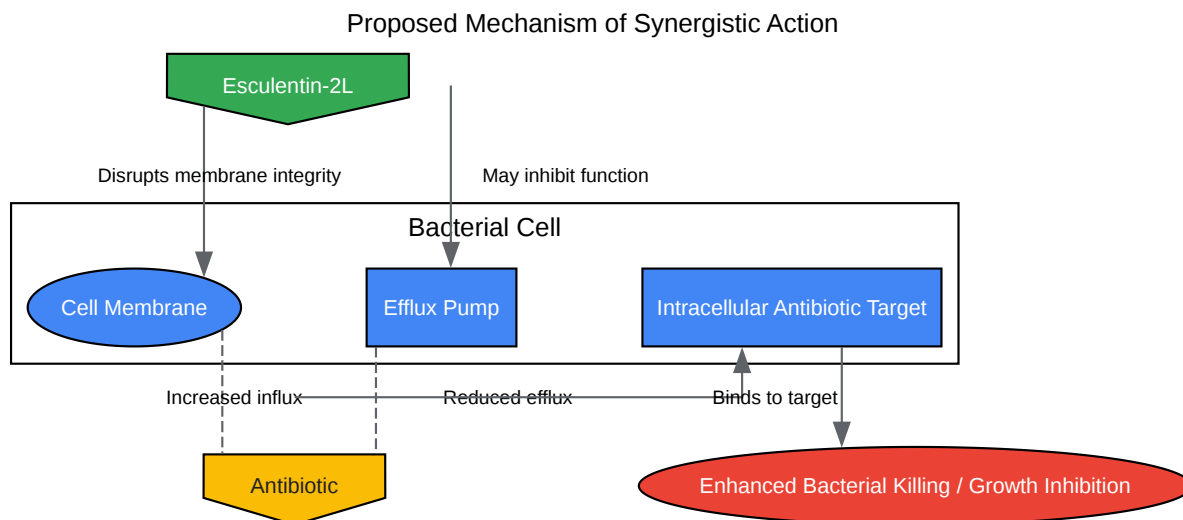 Proposed Mechanism of Synergistic Action
Esculentin-2L
Disrupts membrane integrity
May inhibit function
Bacterial Cell
Cell Membrane
Efflux Pump
Intracellular Antibiotic Target
Increased influx
Reduced efflux
Binds to target
Antibiotic
Enhanced Bacterial Killing / Growth Inhibition